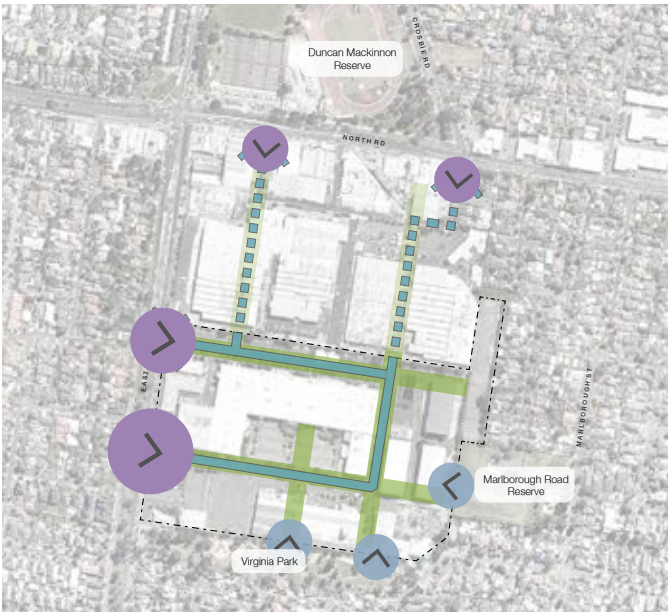 Duncan Mackinnon
Reserve
CROSBIE RD
NORTH RD
EAST
MARLBOROUGH ST
Marlborough Road
Reserve
Virginia Park